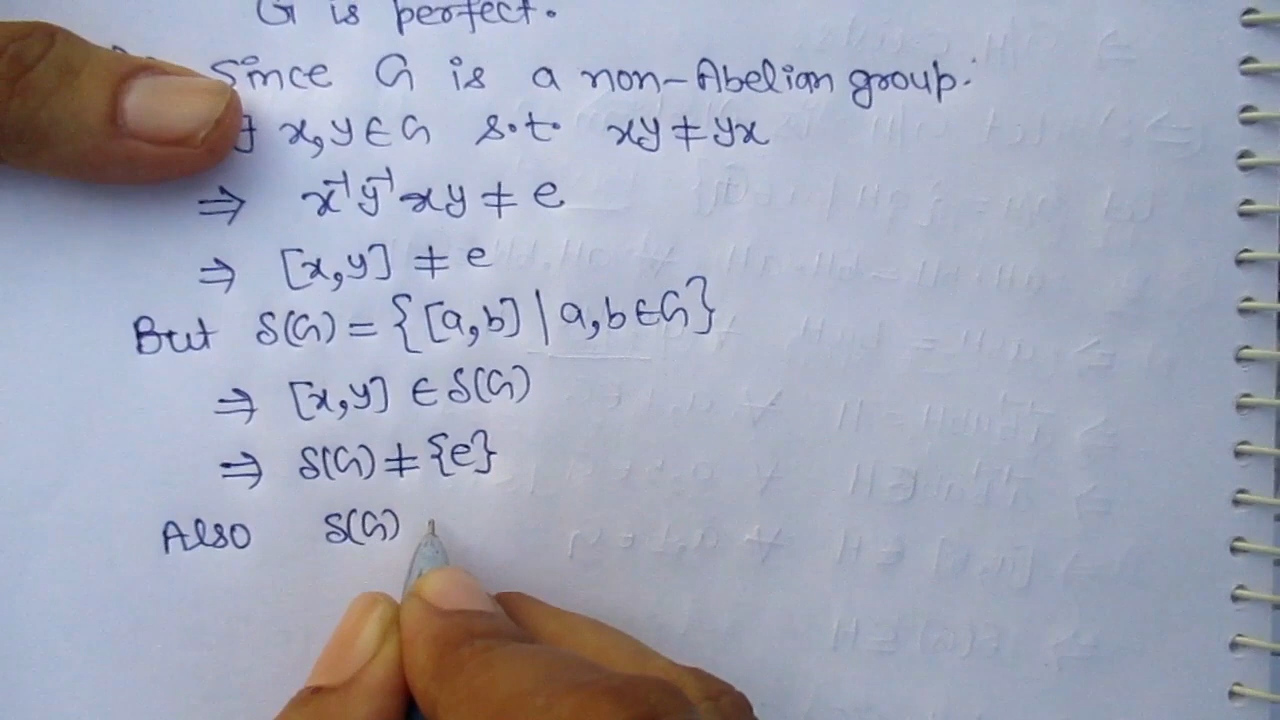 G is perfect.
Since G is a non-Abelian group.
∃ x,y∈G s.t. xy≠yx
⇒ x⁻¹y⁻¹xy≠e
⇒ [x,y]≠e
But δ(G)={[a,b]|a,b∈G}
⇒ [x,y]∈δ(G)
⇒ δ(G)≠{e}
Also δ(G)